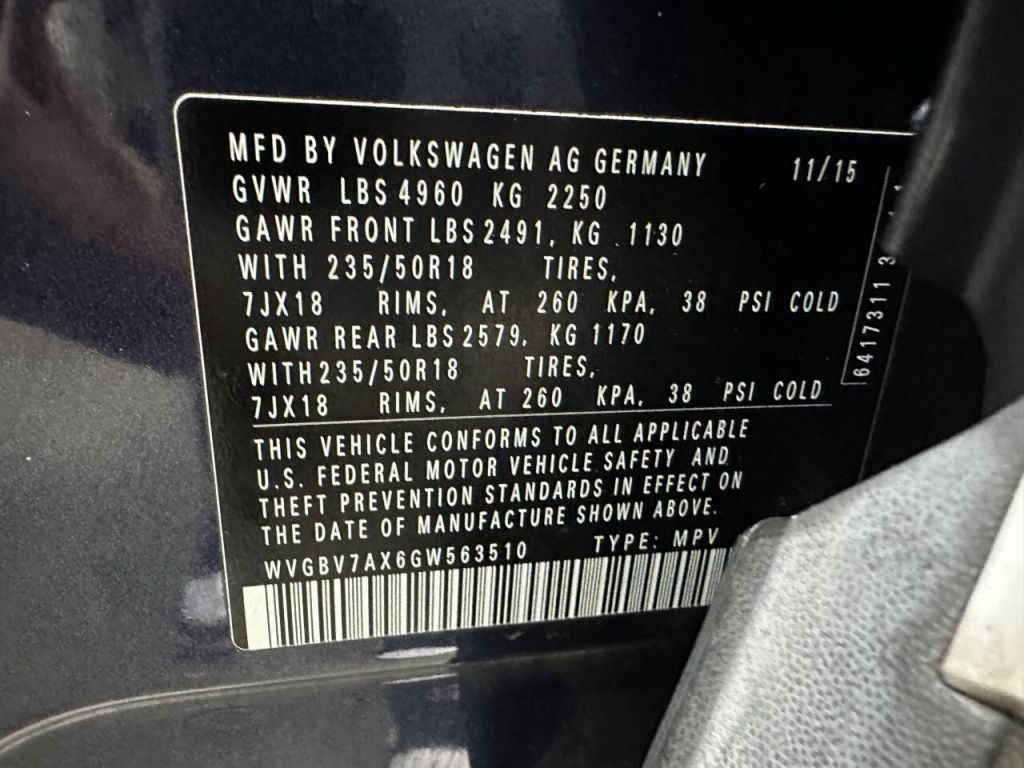 MFD BY VOLKSWAGEN AG GERMANY 11/15
GVWR LBS 4960 KG 2250
GAWR FRONT LBS 2491, KG 1130
WITH 235/50R18 TIRES,
7JX18 RIMS, AT 260 KPA, 38 PSI COLD
GAWR REAR LBS 2579, KG 1170
WITH 235/50R18 TIRES,
7JX18 RIMS, AT 260 KPA, 38 PSI COLD
THIS VEHICLE CONFORMS TO ALL APPLICABLE
U.S. FEDERAL MOTOR VEHICLE SAFETY AND
THEFT PREVENTION STANDARDS IN EFFECT ON
THE DATE OF MANUFACTURE SHOWN ABOVE.
WVGBV7AX6GW563510 TYPE: MPV
6417311